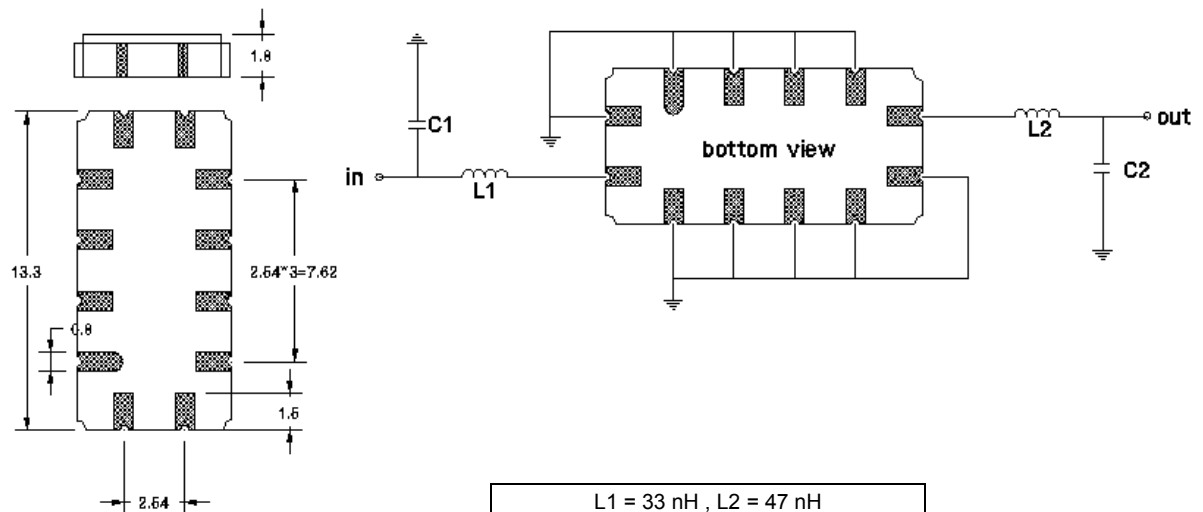 1.8
C1
in
L1
bottom view
L2
out
C2
13.3
2.54*3=7.62
0.8
1.5
2.54
L1 = 33 nH , L2 = 47 nH